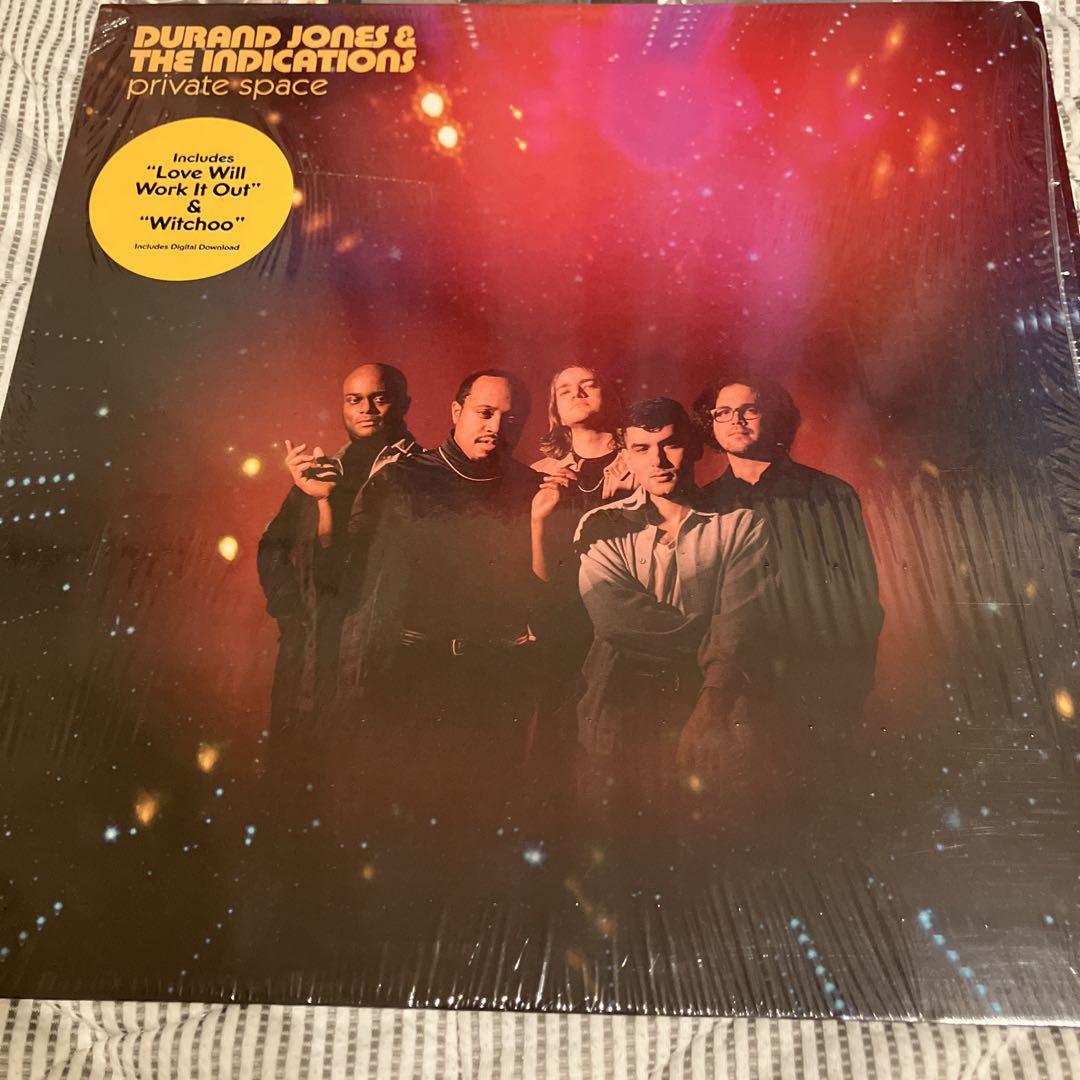 DURAND JONES &
THE INDICATIONS
private space
Includes
"Love Will
Work It Out"
&
"Witchoo"
Includes Digital Download